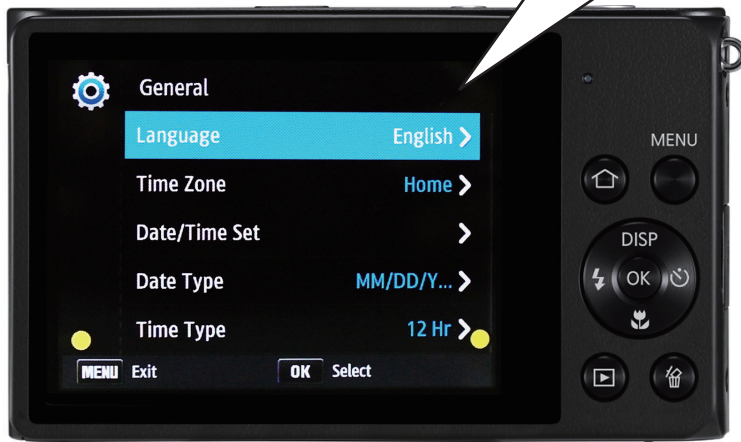 General
Language English
Time Zone Home
Date/Time Set
Date Type MM/DD/Y...
Time Type 12 Hr
MENU Exit OK Select
MENU
DISP
OK